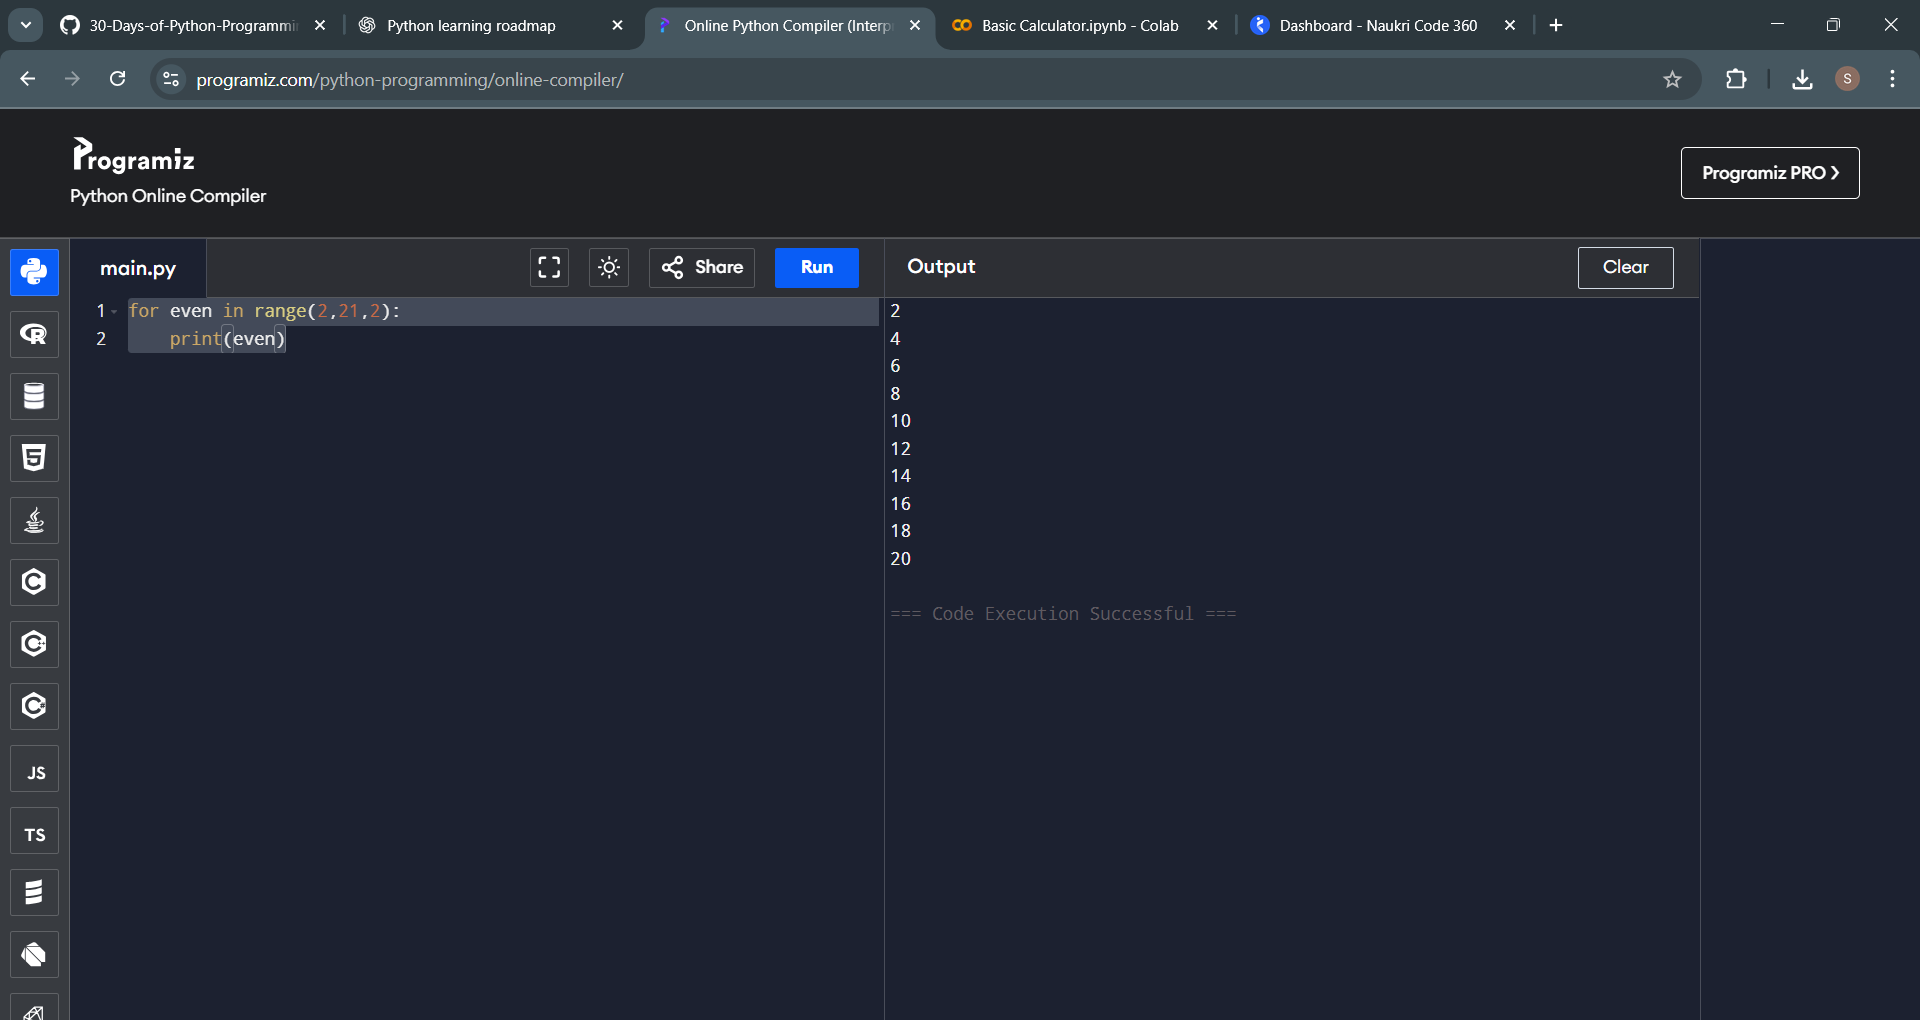 30-Days-of-Python-Programmi
Python learning roadmap
Online Python Compiler (Interp
Basic Calculator.ipynb - Colab
Dashboard - Naukri Code 360
programiz.com/python-programming/online-compiler/
S
Programiz
Python Online Compiler
Programiz PRO
main.py
Share
Run
Output
Clear
1 for even in range(2,21,2):
2     print(even)
2
4
6
8
10
12
14
16
18
20
=== Code Execution Successful ===
R
5
C
C
C
JS
TS